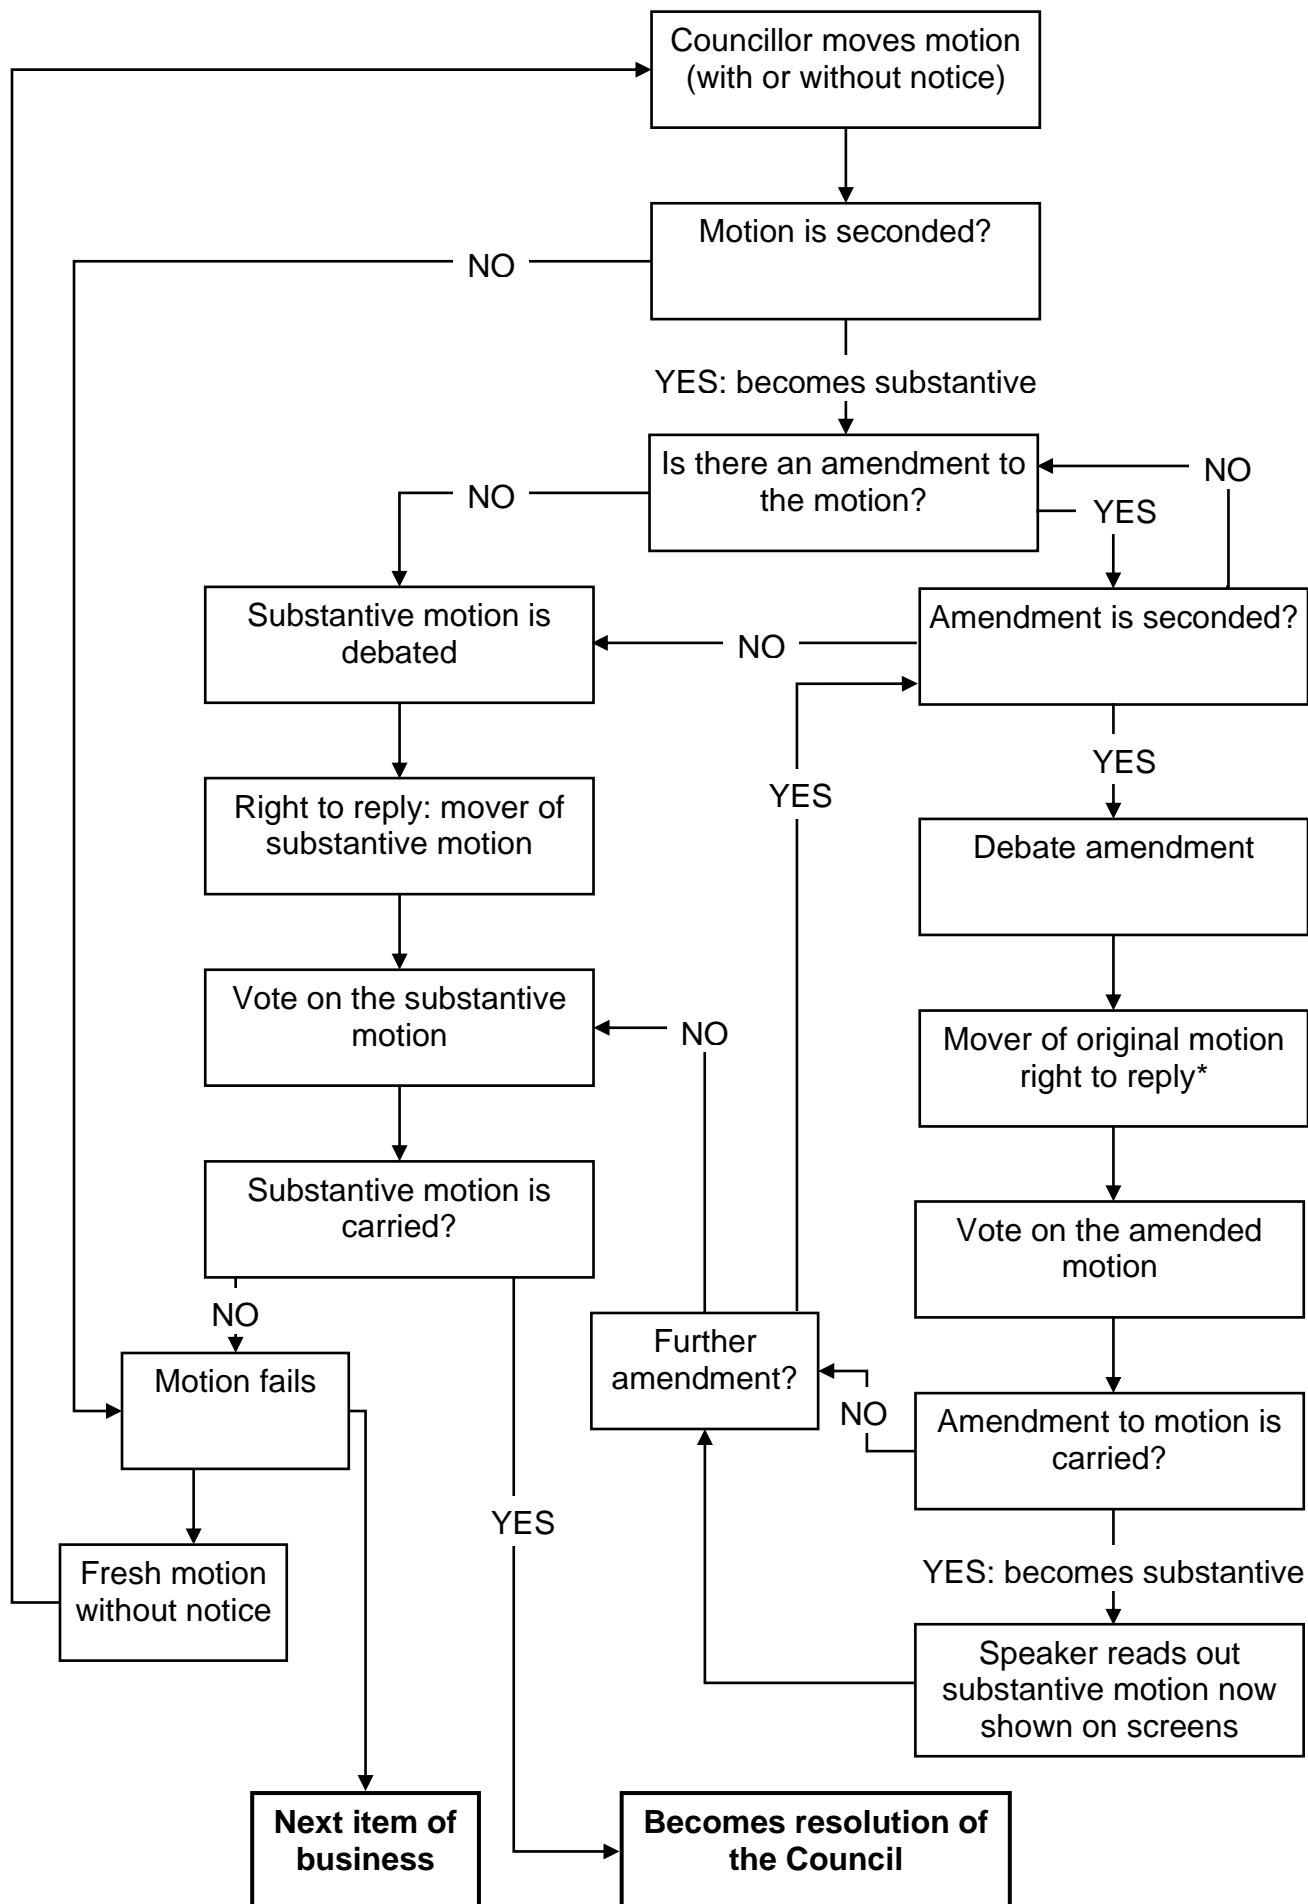 Councillor moves motion
(with or without notice)
Motion is seconded?
NO
YES: becomes substantive
Is there an amendment to
the motion?
NO
NO
YES
Substantive motion is
debated
Amendment is seconded?
NO
YES
YES
Right to reply: mover of
substantive motion
Debate amendment
Vote on the substantive
motion
NO
Mover of original motion
right to reply*
Substantive motion is
carried?
Vote on the amended
motion
NO
Further
amendment?
Motion fails
NO
Amendment to motion is
carried?
YES
Fresh motion
without notice
YES: becomes substantive
Speaker reads out
substantive motion now
shown on screens
Next item of
business
Becomes resolution of
the Council